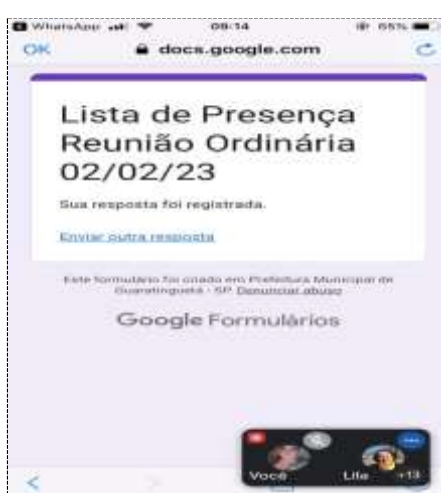 WhatsApp 09:14 65%
OK docs.google.com
Lista de Presença
Reunião Ordinária
02/02/23
Sua resposta foi registrada.
Enviar outra resposta
Este formulário foi criado em Prefeitura Municipal de
Guaratinguetá - SP. Denunciar abuso
Google Formulários
Você Lila +13